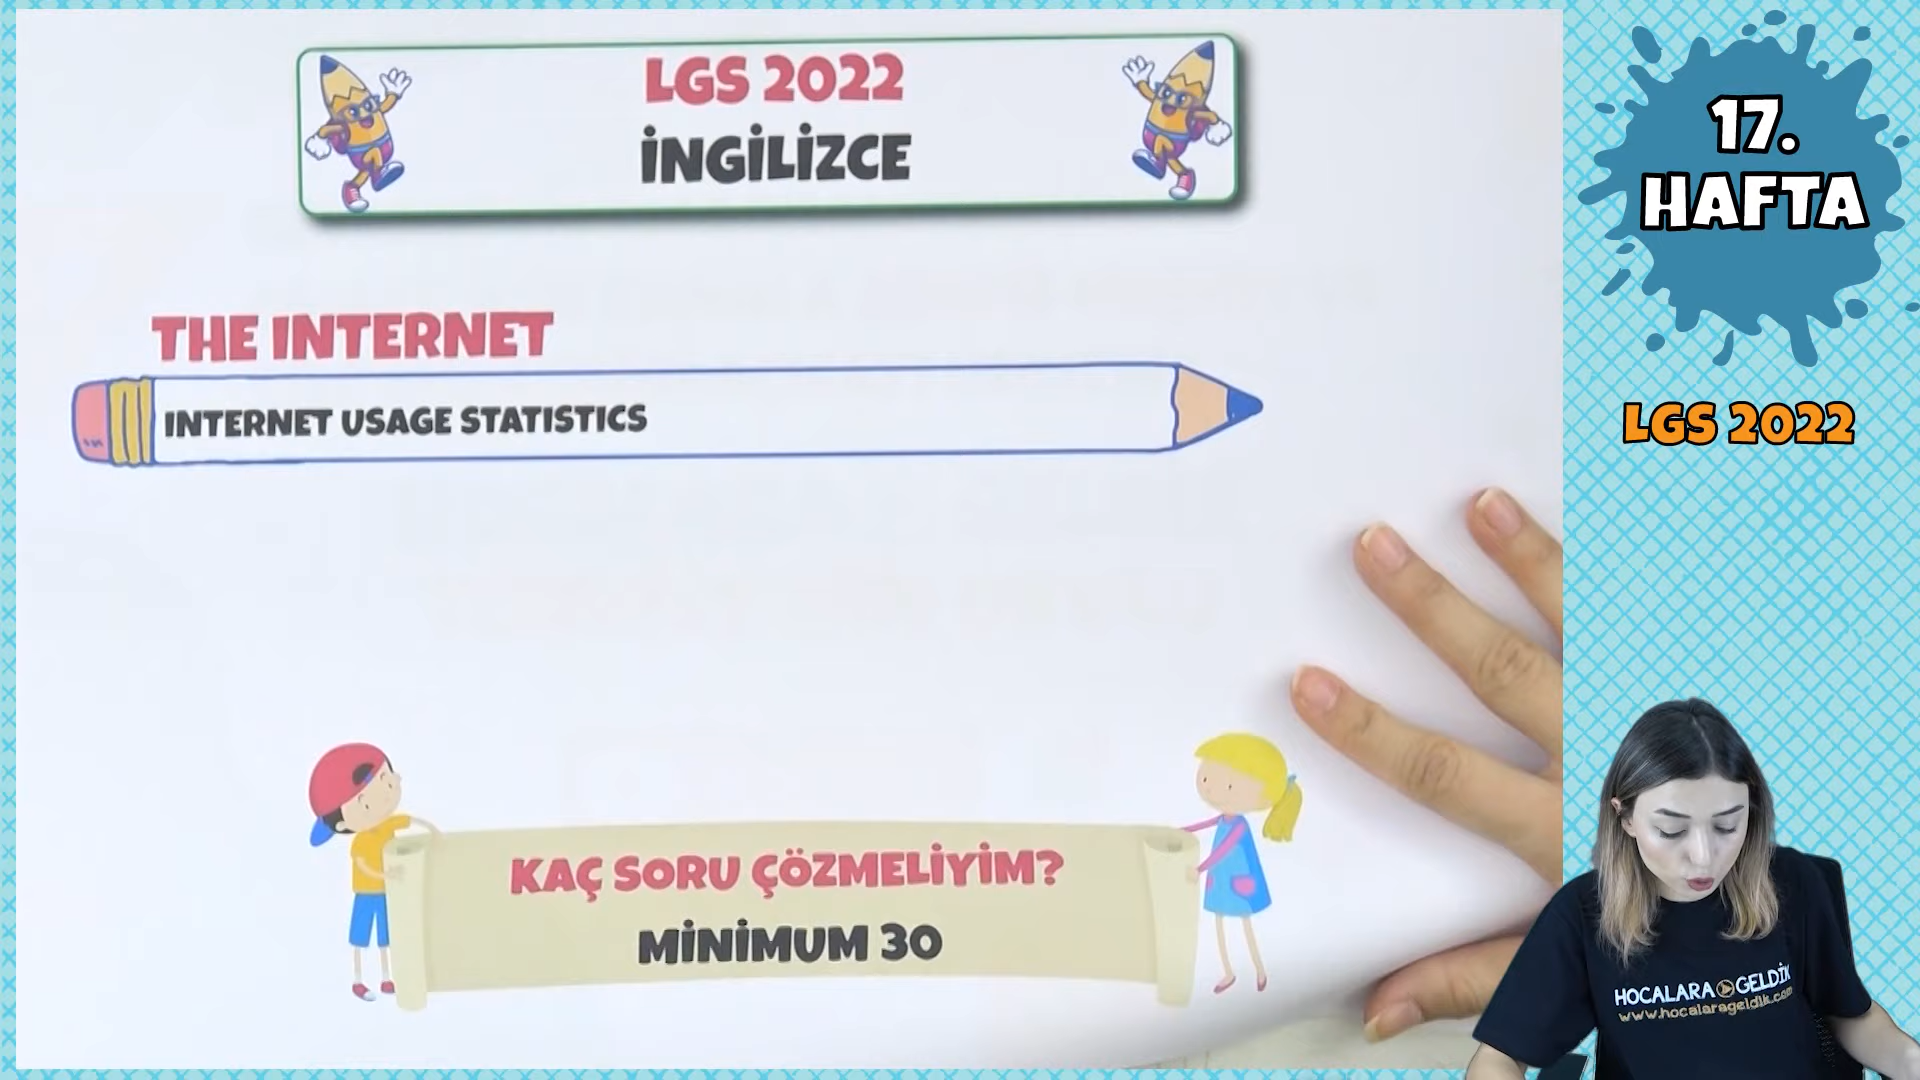 LGS 2022
İNGİLİZCE
THE INTERNET
INTERNET USAGE STATISTICS
KAÇ SORU ÇÖZMELİYİM?
MİNİMUM 30
17.
HAFTA
LGS 2022
HOCALARA GELDİK
www.hocalarageldik.com